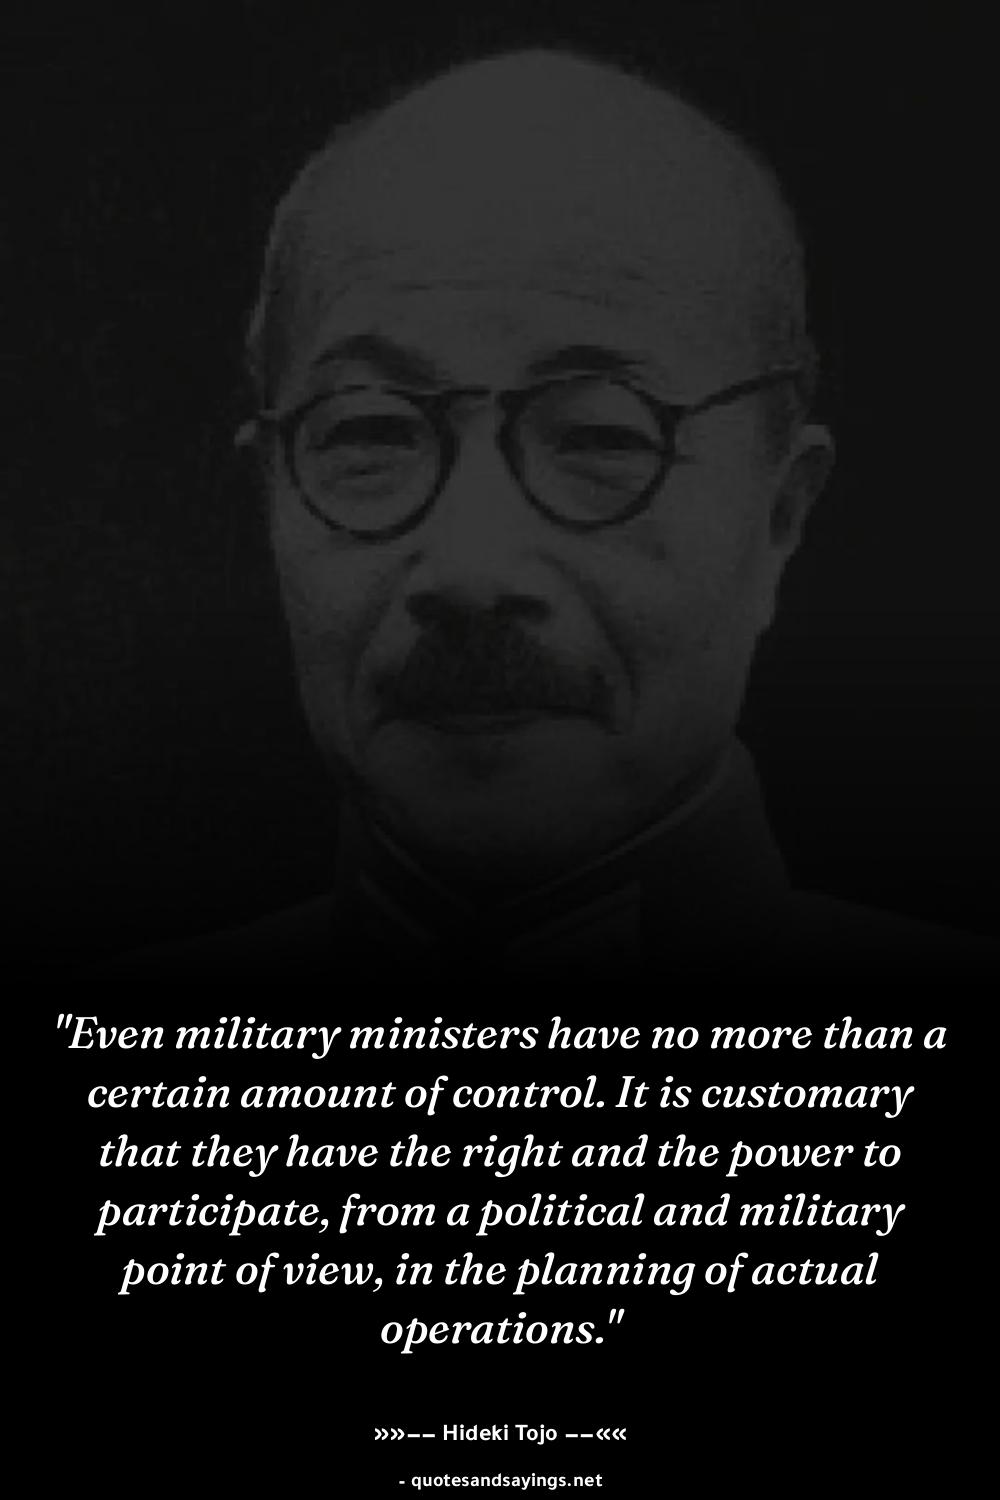 "Even military ministers have no more than a
certain amount of control. It is customary
that they have the right and the power to
participate, from a political and military
point of view, in the planning of actual
operations."
»»–– Hideki Tojo ––««
- quotesandsayings.net